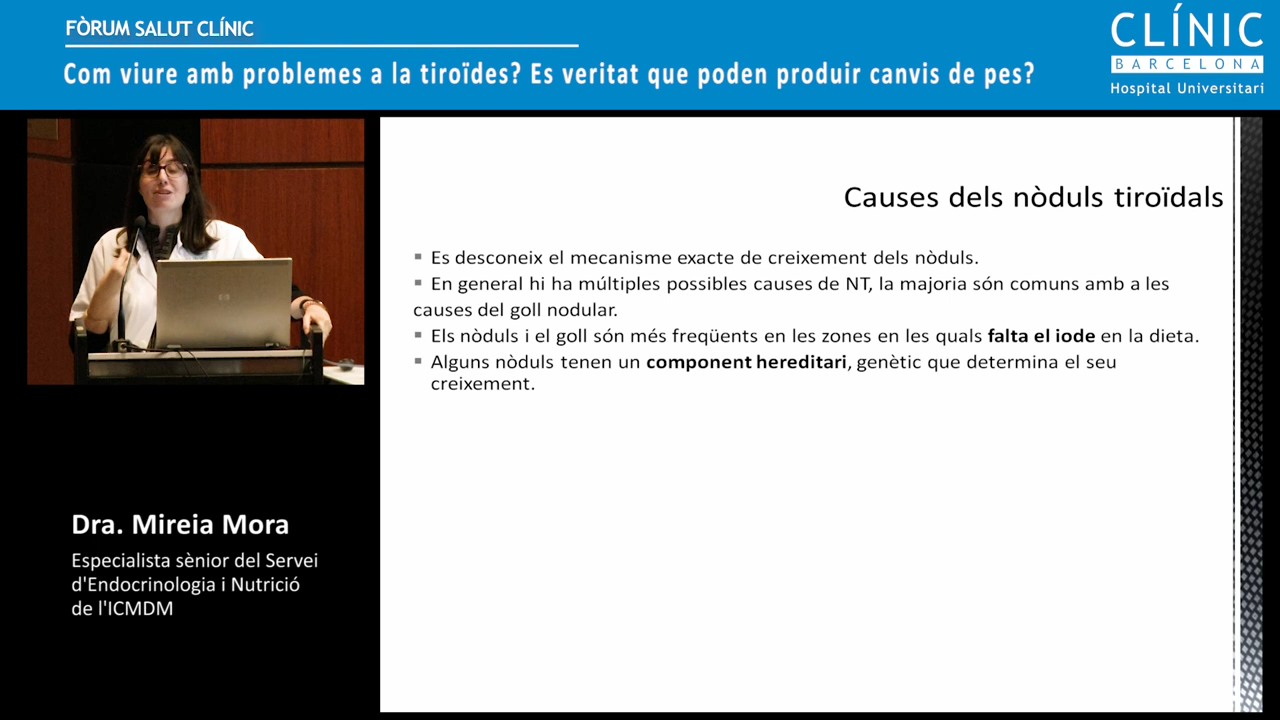 FÒRUM SALUT CLÍNIC
Com viure amb problemes a la tiroïdes? Es veritat que poden produir canvis de pes?
CLÍNIC
BARCELONA
Hospital Universitari
Causes dels nòduls tiroïdals
▪ Es desconeix el mecanisme exacte de creixement dels nòduls.
▪ En general hi ha múltiples possibles causes de NT, la majoria són comuns amb a les
causes del goll nodular.
▪ Els nòduls i el goll són més freqüents en les zones en les quals falta el iode en la dieta.
▪ Alguns nòduls tenen un component hereditari, genètic que determina el seu
creixement.
Dra. Mireia Mora
Especialista sènior del Servei
d'Endocrinologia i Nutrició
de l'ICMDM